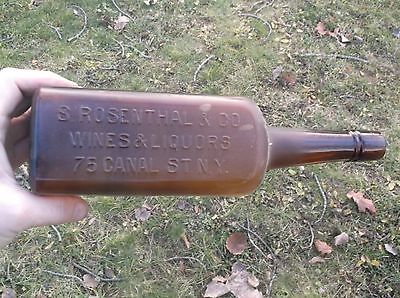 S. ROSENTHAL & CO
WINES & LIQUORS
75 CANAL ST. N.Y.